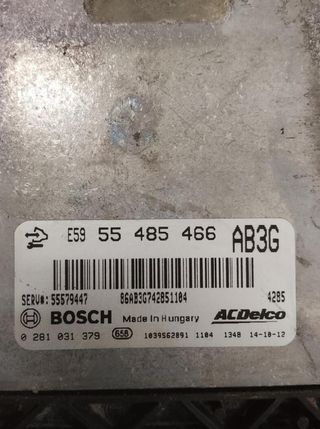 E59 55 485 466 AB3G
SERV#: 55579447 86AB3G742851104 4285
BOSCH Made in Hungary ACDelco
0 281 031 379 658 1039S62891 1104 1348 14-10-12